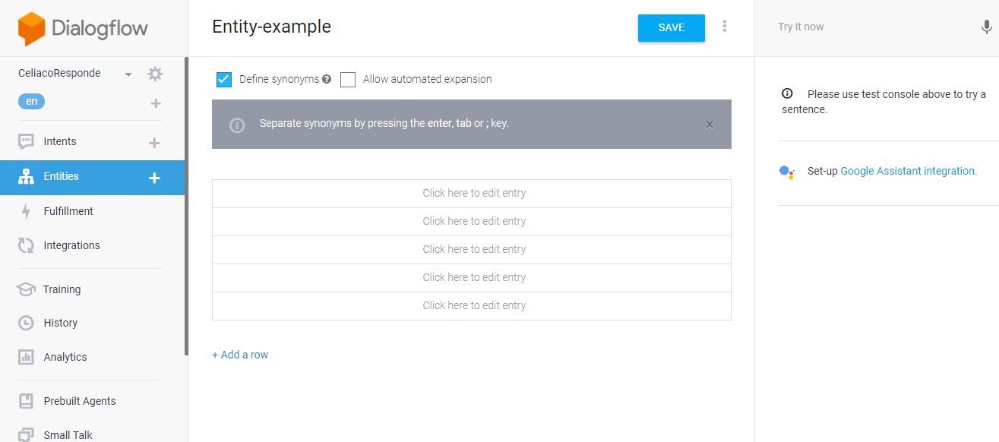 Dialogflow
CeliacoResponde
en
Intents
Entities
Fulfillment
Integrations
Training
History
Analytics
Prebuilt Agents
Small Talk
Entity-example
SAVE
Define synonyms ? Allow automated expansion
Separate synonyms by pressing the enter, tab or ; key.
Click here to edit entry
Click here to edit entry
Click here to edit entry
Click here to edit entry
Click here to edit entry
+ Add a row
Try it now
Please use test console above to try a
sentence.
Set-up Google Assistant integration.